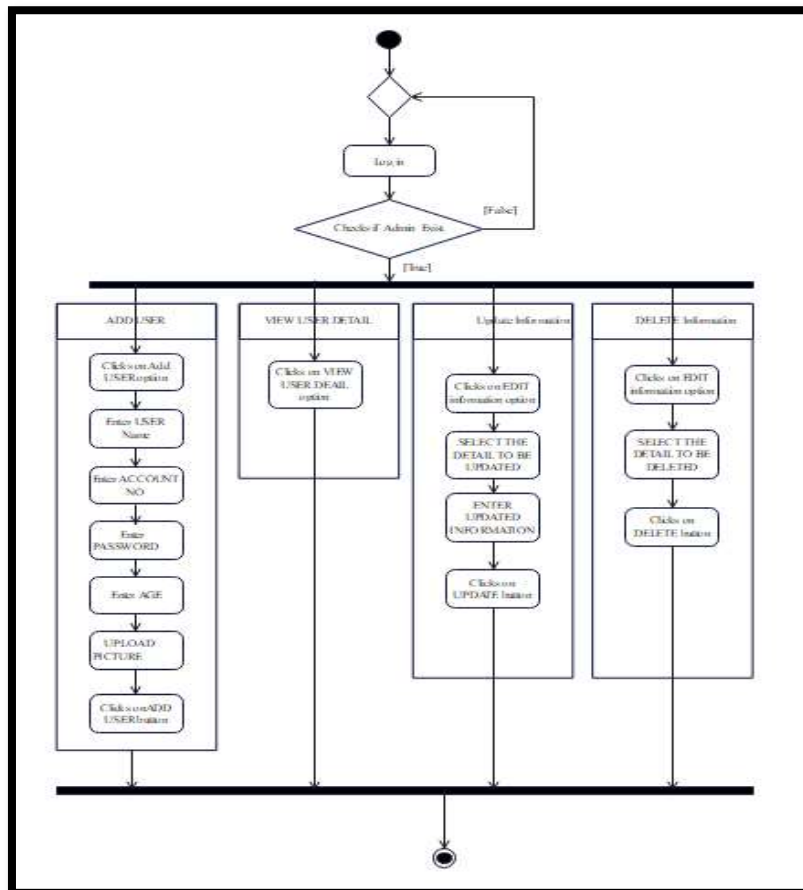 Log in
[False]
Checks if Admin Exist
[True]
ADD USER
Clicks on Add
USER option
Enter USER
Name
Enter ACCOUNT
NO
Enter
PASSWORD
Enter AGE
UPLOAD
PICTURE
Clicks on ADD
USER button
VIEW USER DETAIL
Clicks on VIEW
USER DEAIL
option
Update Information
Clicks on EDIT
information option
SELECT THE
DETAIL TO BE
UPDATED
ENTER
UPDATED
INFORMATION
Clicks on
UPDATE button
DELETE Information
Clicks on EDIT
information option
SELECT THE
DETAIL TO BE
DELETED
Clicks on
DELETE button